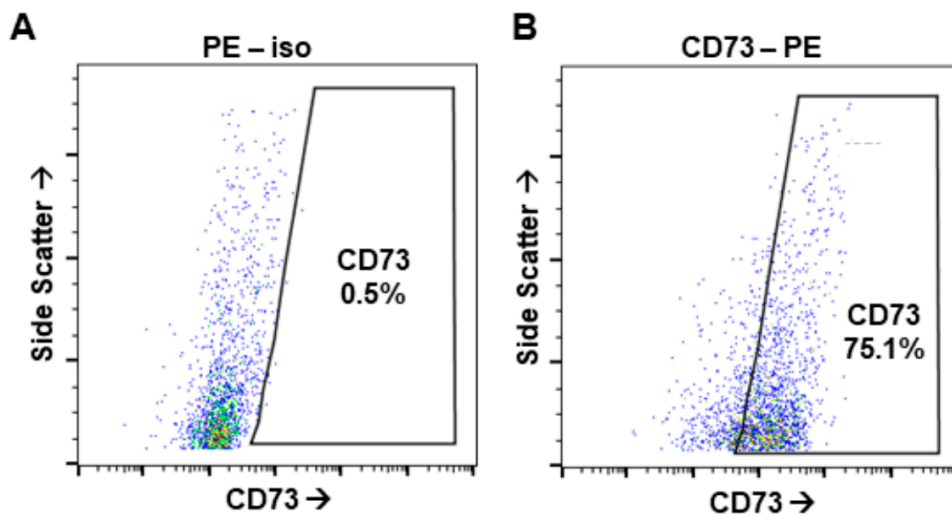 A
PE – iso
Side Scatter →
CD73
0.5%
CD73 →
B
CD73 – PE
Side Scatter →
CD73
75.1%
CD73 →